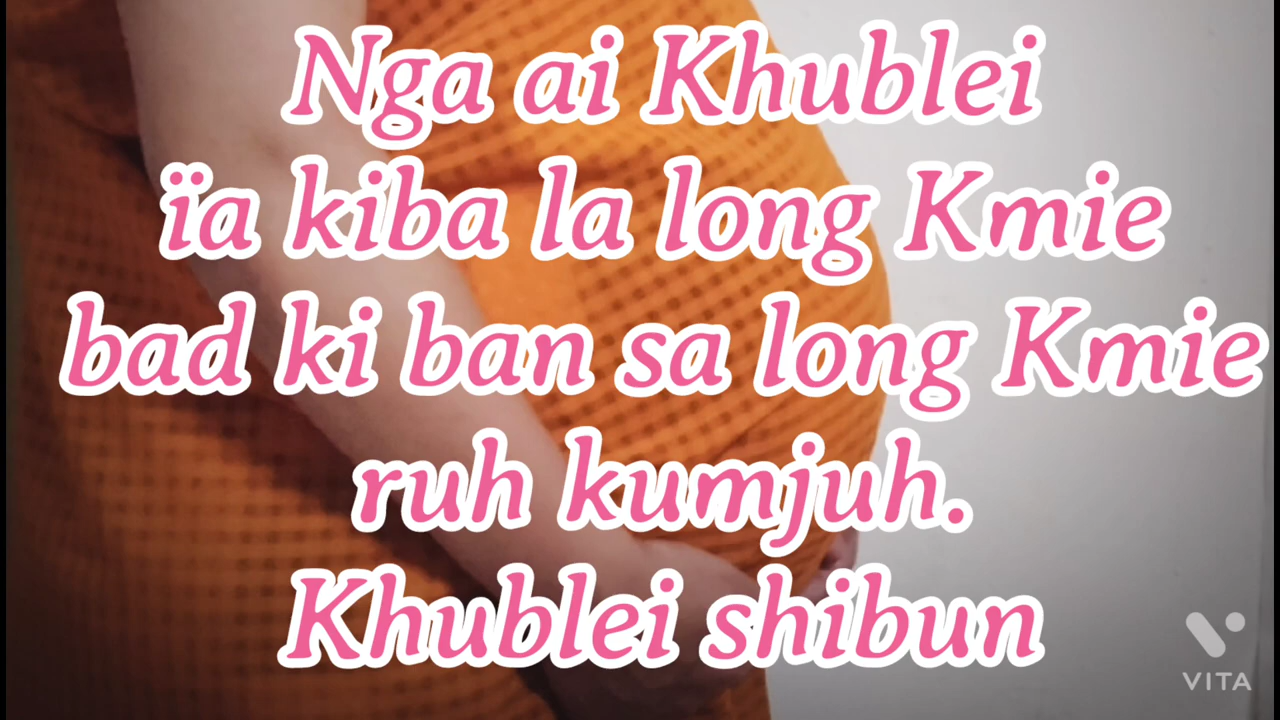 Nga ai Khublei
ïa kiba la long Kmie
bad ki ban sa long Kmie
ruh kumjuh.
Khublei shibun
VITA